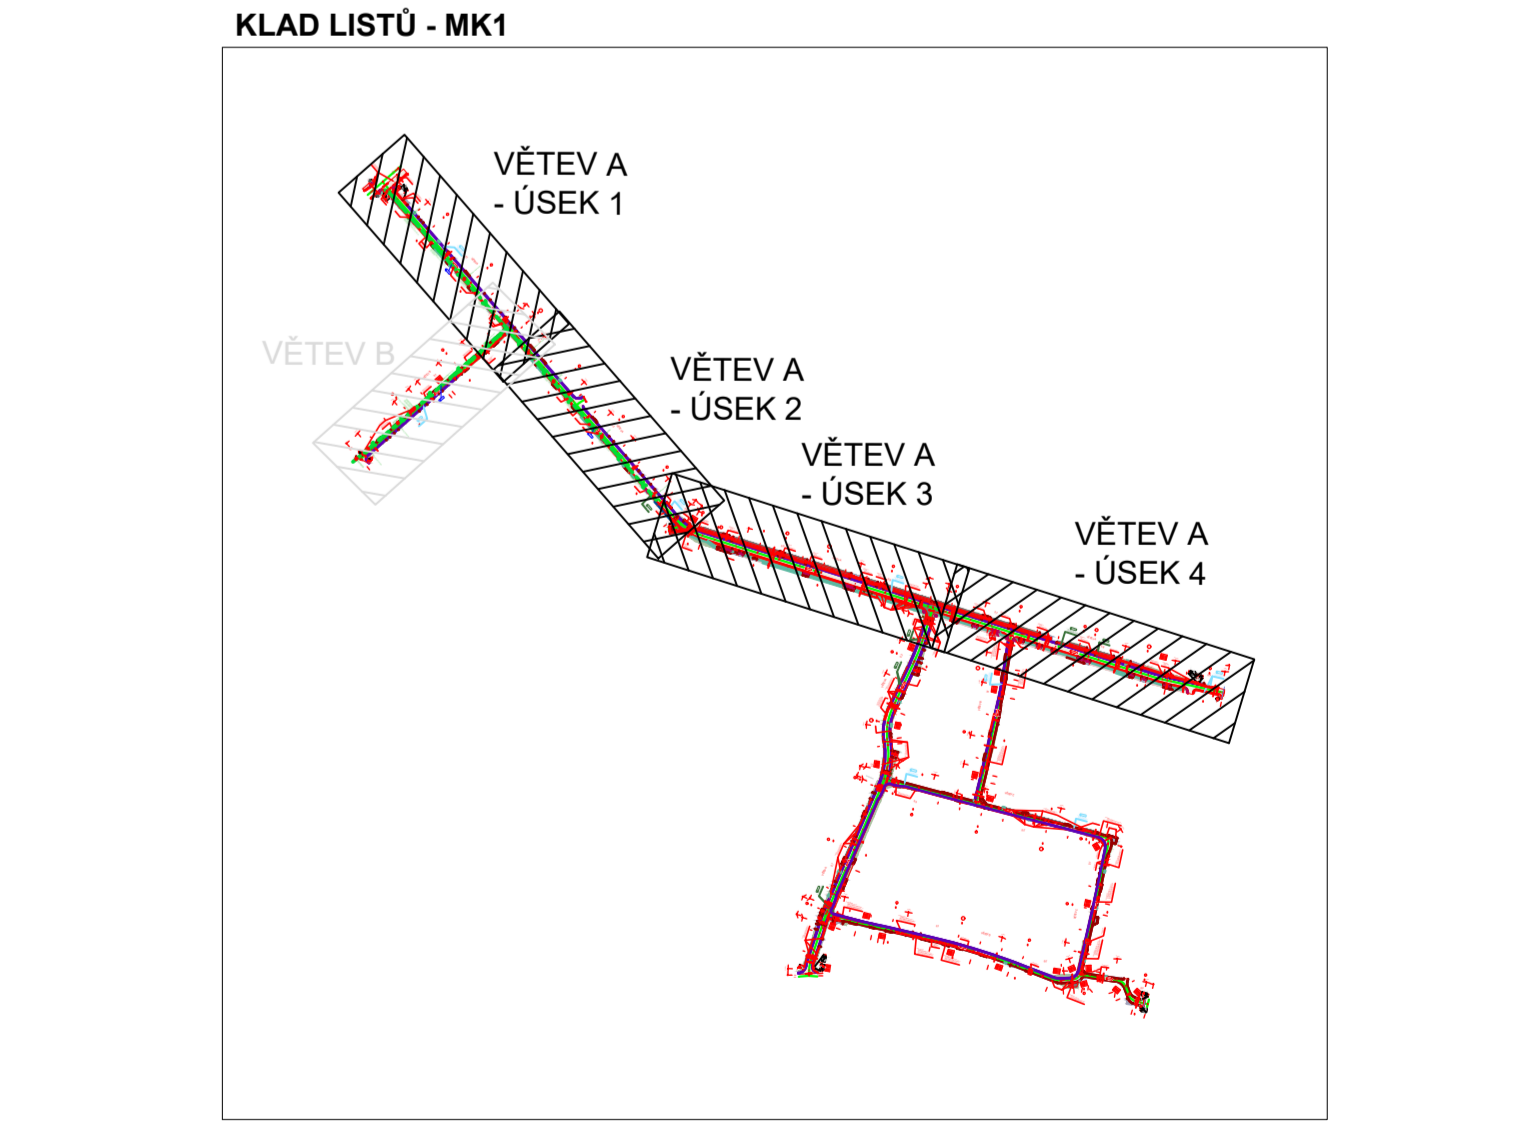 KLAD LISTŮ - MK1
VĚTEV A
- ÚSEK 1
VĚTEV B
VĚTEV A
- ÚSEK 2
VĚTEV A
- ÚSEK 3
VĚTEV A
- ÚSEK 4